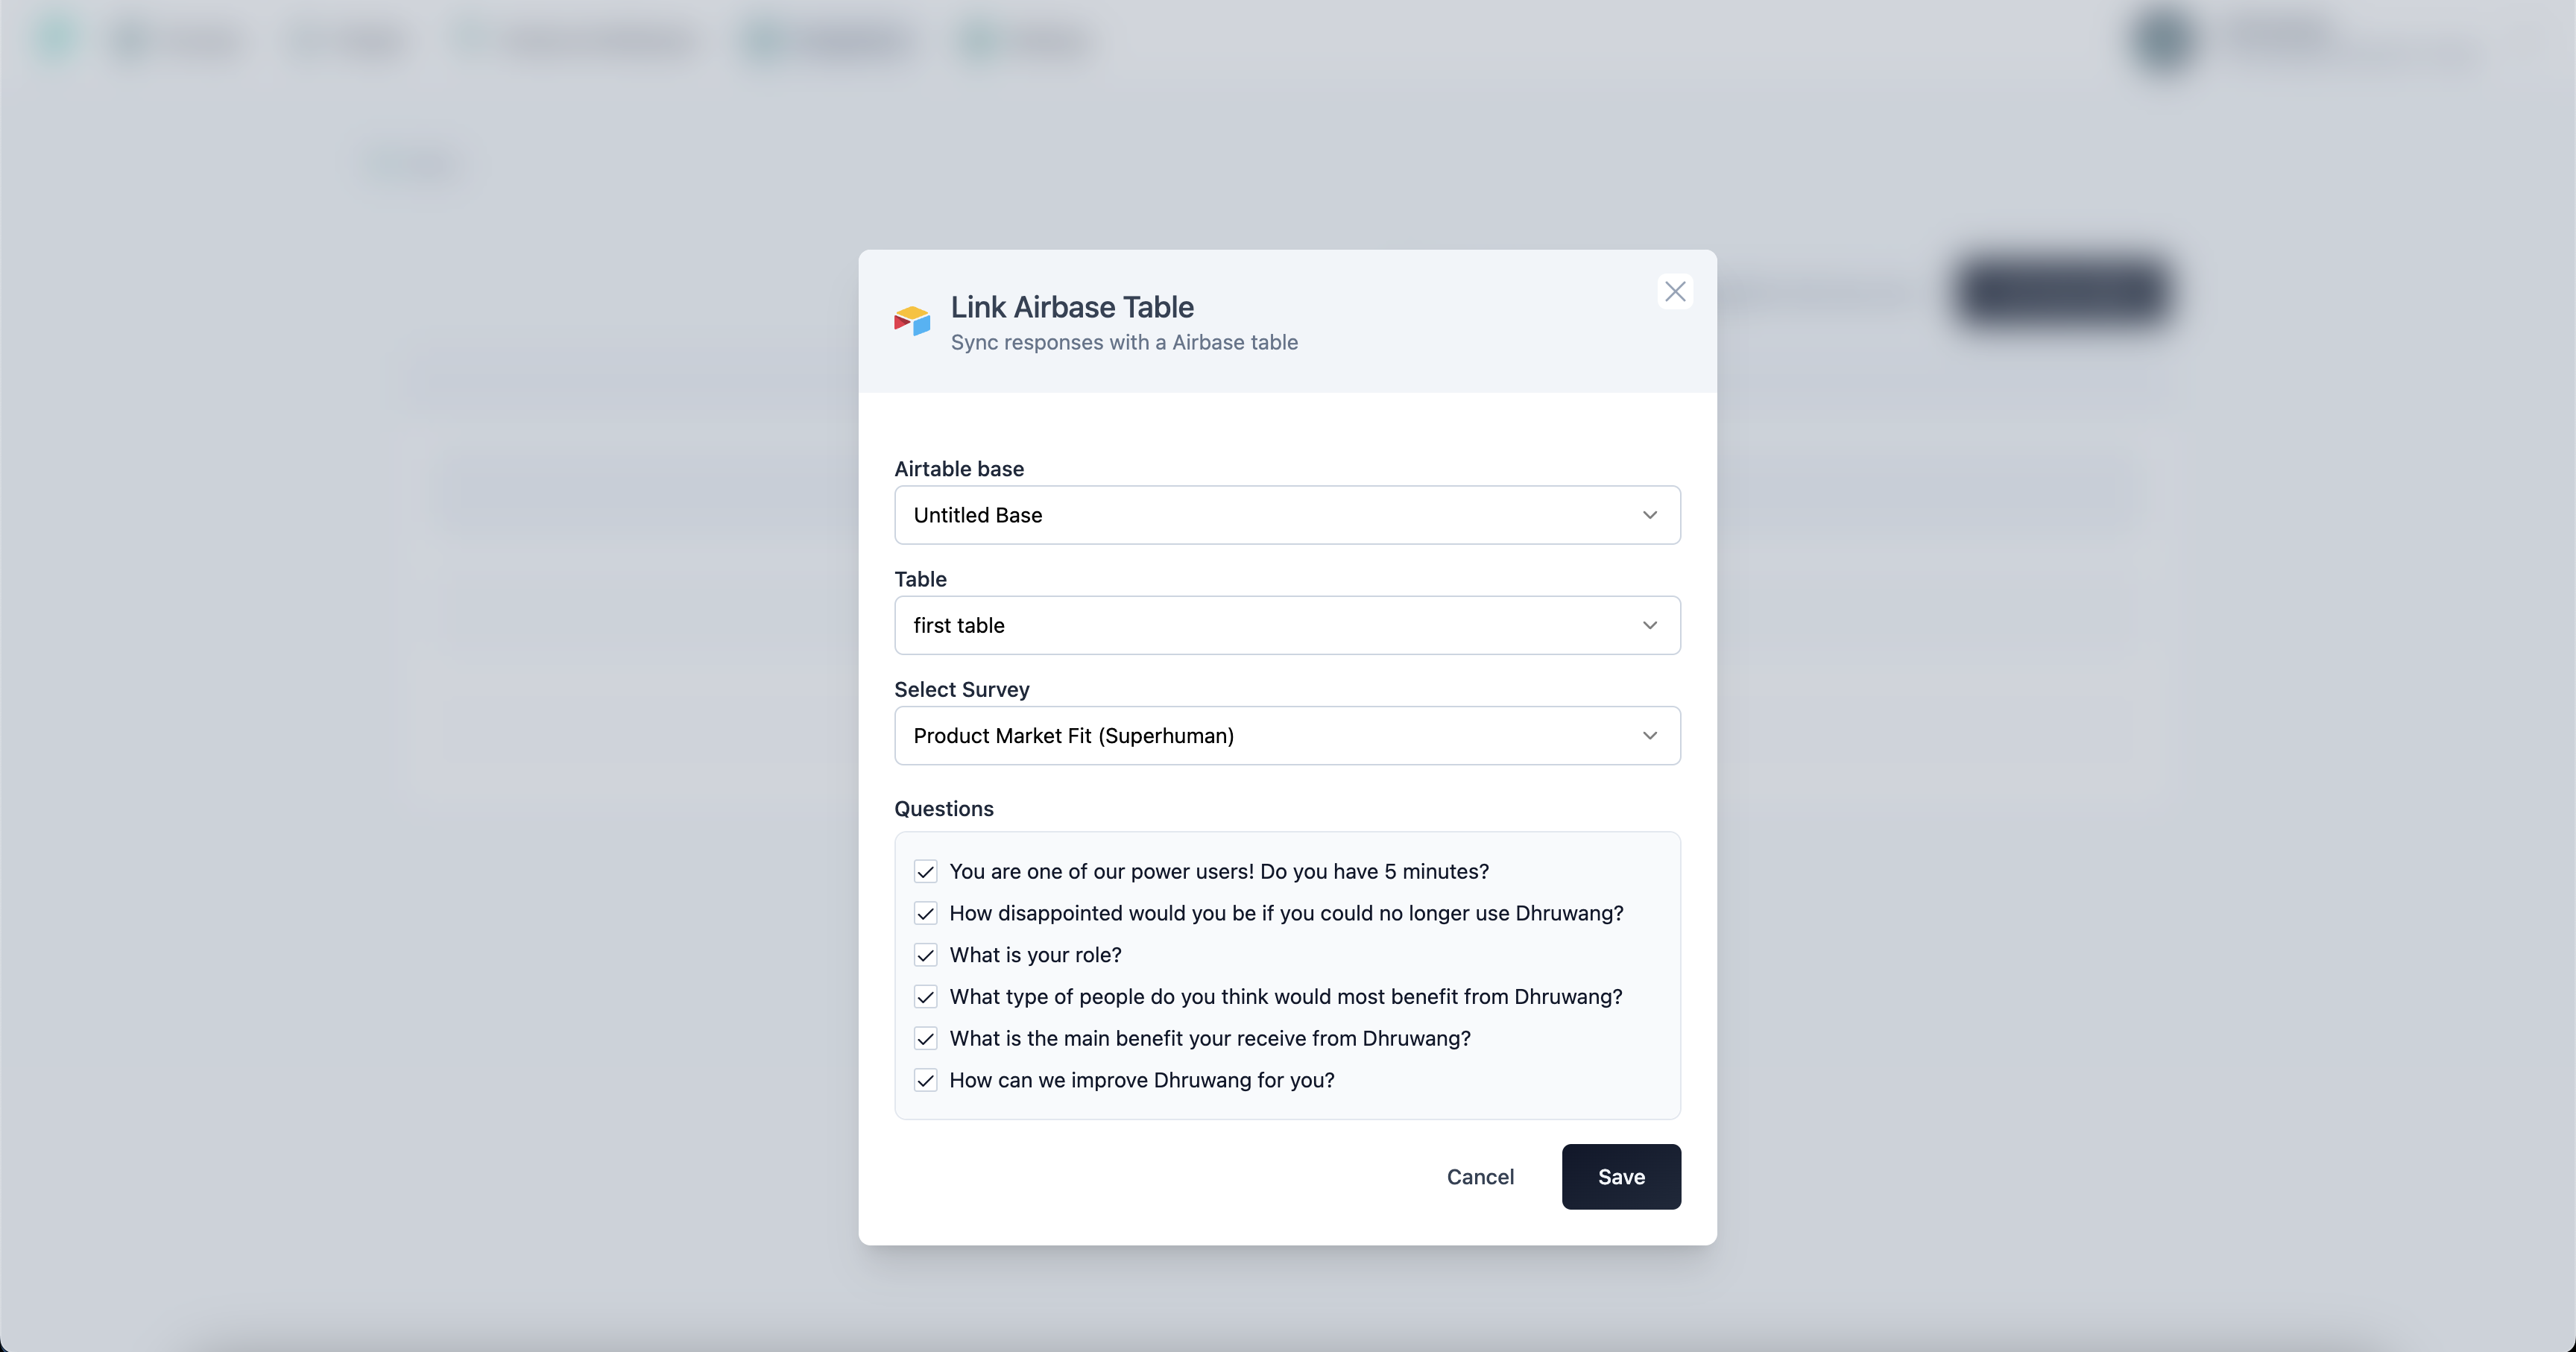 Link Airbase Table
Sync responses with a Airbase table
Airtable base
Untitled Base
Table
first table
Select Survey
Product Market Fit (Superhuman)
Questions
You are one of our power users! Do you have 5 minutes?
How disappointed would you be if you could no longer use Dhruwang?
What is your role?
What type of people do you think would most benefit from Dhruwang?
What is the main benefit your receive from Dhruwang?
How can we improve Dhruwang for you?
Cancel
Save